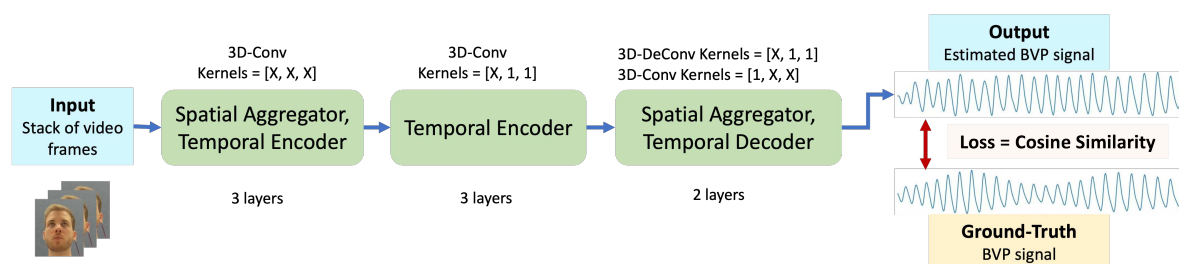 Input
Stack of video
frames
3D-Conv
Kernels = [X, X, X]
Spatial Aggregator,
Temporal Encoder
3 layers
3D-Conv
Kernels = [X, 1, 1]
Temporal Encoder
3 layers
3D-DeConv Kernels = [X, 1, 1]
3D-Conv Kernels = [1, X, X]
Spatial Aggregator,
Temporal Decoder
2 layers
Output
Estimated BVP signal
Loss = Cosine Similarity
Ground-Truth
BVP signal